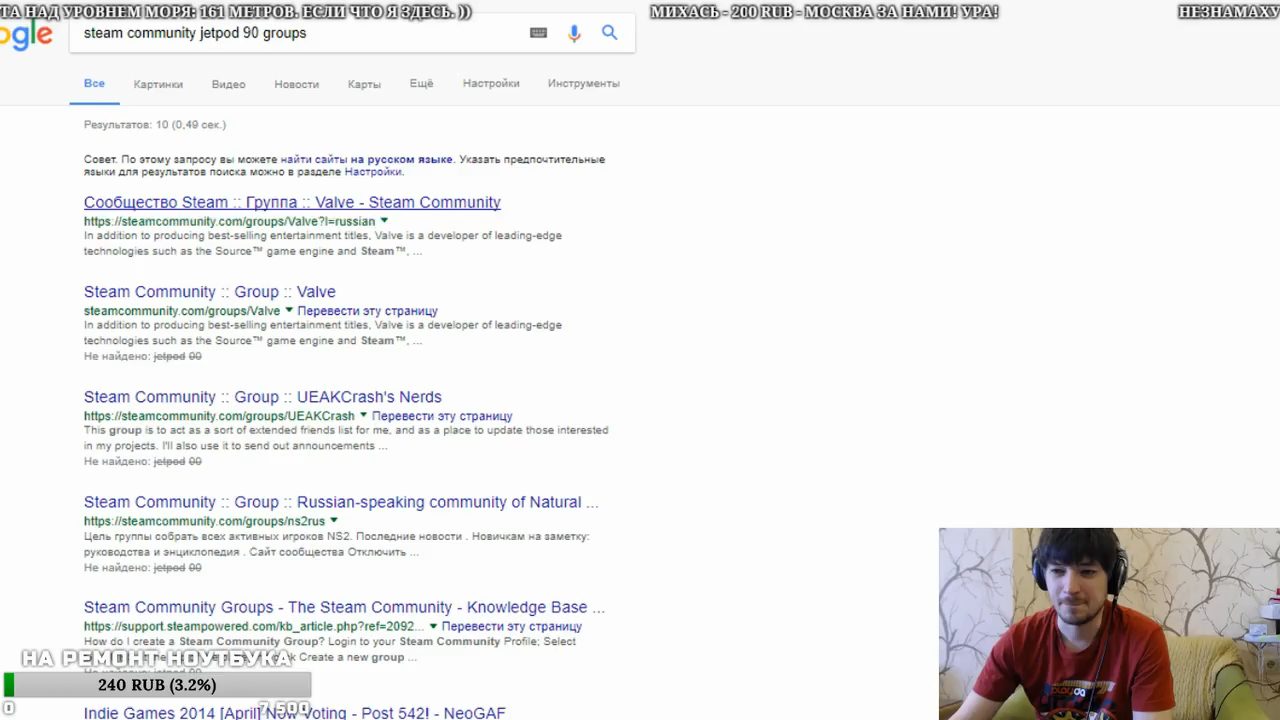 ТА НАД УРОВНЕМ МОРЯ: 161 МЕТРОВ. ЕСЛИ ЧТО Я ЗДЕСЬ. )) МИХАСЬ - 200 RUB - МОСКВА ЗА НАМИ! УРА! НЕЗНАМАХУ
ogle steam community jetpod 90 groups
Все Картинки Видео Новости Карты Ещё Настройки Инструменты
Результатов: 10 (0,49 сек.)
Совет. По этому запросу вы можете найти сайты на русском языке. Указать предпочтительные
языки для результатов поиска можно в разделе Настройки.
Сообщество Steam :: Группа :: Valve - Steam Community
https://steamcommunity.com/groups/Valve?l=russian
In addition to producing best-selling entertainment titles, Valve is a developer of leading-edge
technologies such as the Source™ game engine and Steam™, ...
Steam Community :: Group :: Valve
steamcommunity.com/groups/Valve Перевести эту страницу
In addition to producing best-selling entertainment titles, Valve is a developer of leading-edge
technologies such as the Source™ game engine and Steam™, ...
Не найдено: jetpod 90
Steam Community :: Group :: UEAKCrash's Nerds
https://steamcommunity.com/groups/UEAKCrash Перевести эту страницу
This group is to act as a sort of extended friends list for me, and as a place to update those interested
in my projects. I'll also use it to send out announcements ...
Не найдено: jetpod 90
Steam Community :: Group :: Russian-speaking community of Natural ...
https://steamcommunity.com/groups/ns2rus
Цель группы собрать всех активных игроков NS2. Последние новости . Новичкам на заметку:
руководства и энциклопедия . Сайт сообщества Отключить ...
Не найдено: jetpod 90
Steam Community Groups - The Steam Community - Knowledge Base ...
https://support.steampowered.com/kb_article.php?ref=2092... Перевести эту страницу
How do I create a Steam Community Group? Login to your Steam Community Profile; Select
Create a new group ...
НА РЕМОНТ НОУТБУКА
240 RUB (3.2%)
0 7 500
Indie Games 2014 [April] Now Voting - Post 542! - NeoGAF